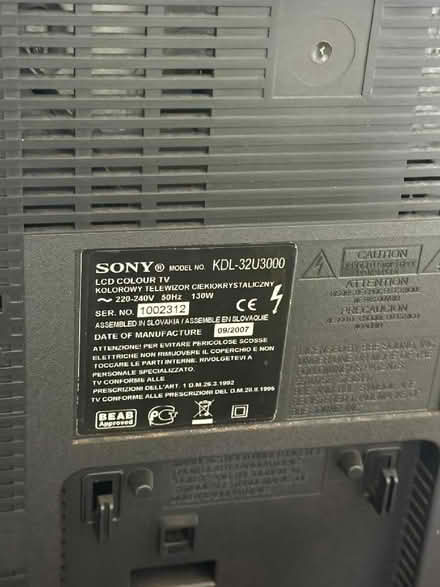 SONY® MODEL NO. KDL-32U3000
LCD COLOUR TV
KOLOROWY TELEWIZOR CIEKŁOKRYSTALICZNY
~ 220-240V 50Hz 130W
SER. NO. 1002312
CE
ASSEMBLED IN SLOVAKIA / ASSEMBLE EN SLOVAQUIE
DATE OF MANUFACTURE 09/2007
ATTENZIONE! PER EVITARE PERICOLOSE SCOSSE
ELETTRICHE NON RIMUOVERE IL COPERCHIO E NON
TOCCARE LE PARTI INTERNE. RIVOLGETEVI A
PERSONALE SPECIALIZZATO.
TV CONFORME ALLE
PRESCRIZIONI DELL'ART. 1 D.M.26.3.1992
TV CONFORME ALLE PRESCRIZIONI DEL D.M.28.8.1995
BEAB
Approved
CAUTION
ATTENTION
PRECAUCION